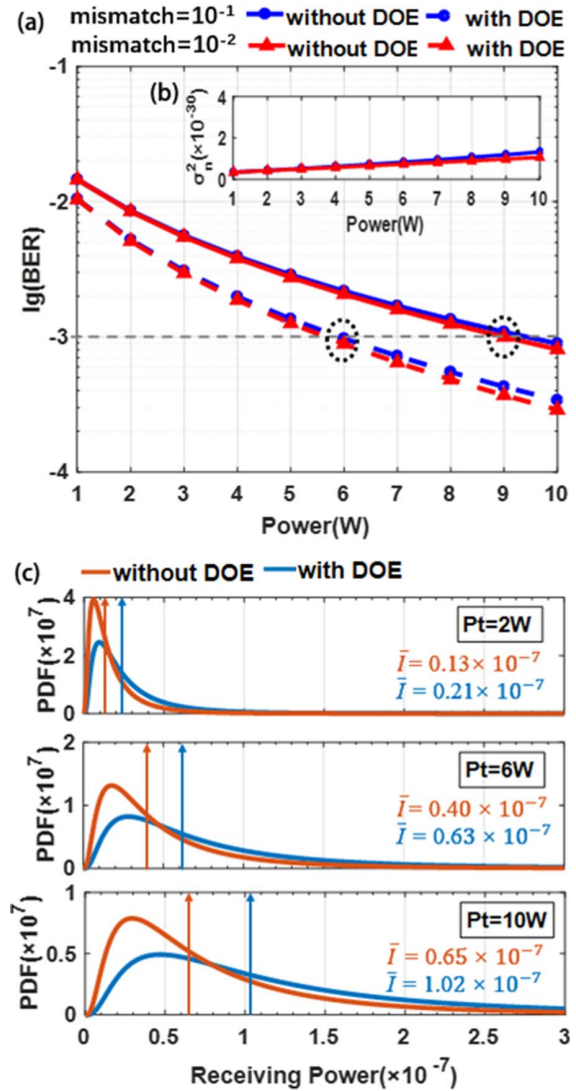 (a) mismatch=10⁻¹ without DOE with DOE
mismatch=10⁻² without DOE with DOE
-1
(b)
σ²ₙ(×10⁻³⁰)
4
2
0
1 2 3 4 5 6 7 8 9 10
Power(W)
lg(BER)
-2
-3
-4
1 2 3 4 5 6 7 8 9 10
Power(W)
(c) without DOE with DOE
PDF(×10⁷)
4
2
0
Pt=2W
Ī = 0.13× 10⁻⁷
Ī = 0.21 × 10⁻⁷
PDF(×10⁷)
2
1
0
Pt=6W
Ī = 0.40 × 10⁻⁷
Ī = 0.63 × 10⁻⁷
PDF(×10⁷)
1
0.5
0
Pt=10W
Ī = 0.65 × 10⁻⁷
Ī = 1.02 × 10⁻⁷
0 0.5 1 1.5 2 2.5 3
Receiving Power(×10⁻⁷)